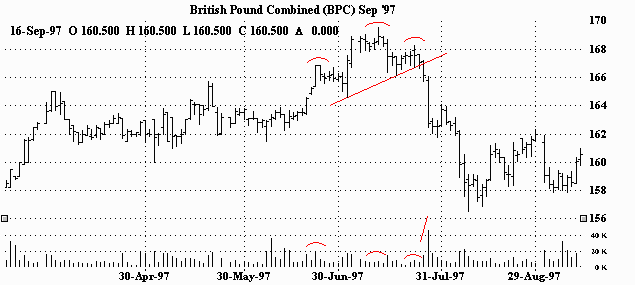 British Pound Combined (BPC) Sep '97
16-Sep-97 O 160.500 H 160.500 L 160.500 C 160.500 A 0.000
170
168
166
164
162
160
158
156
40 K
20 K
0 K
30-Apr-97 30-May-97 30-Jun-97 31-Jul-97 29-Aug-97